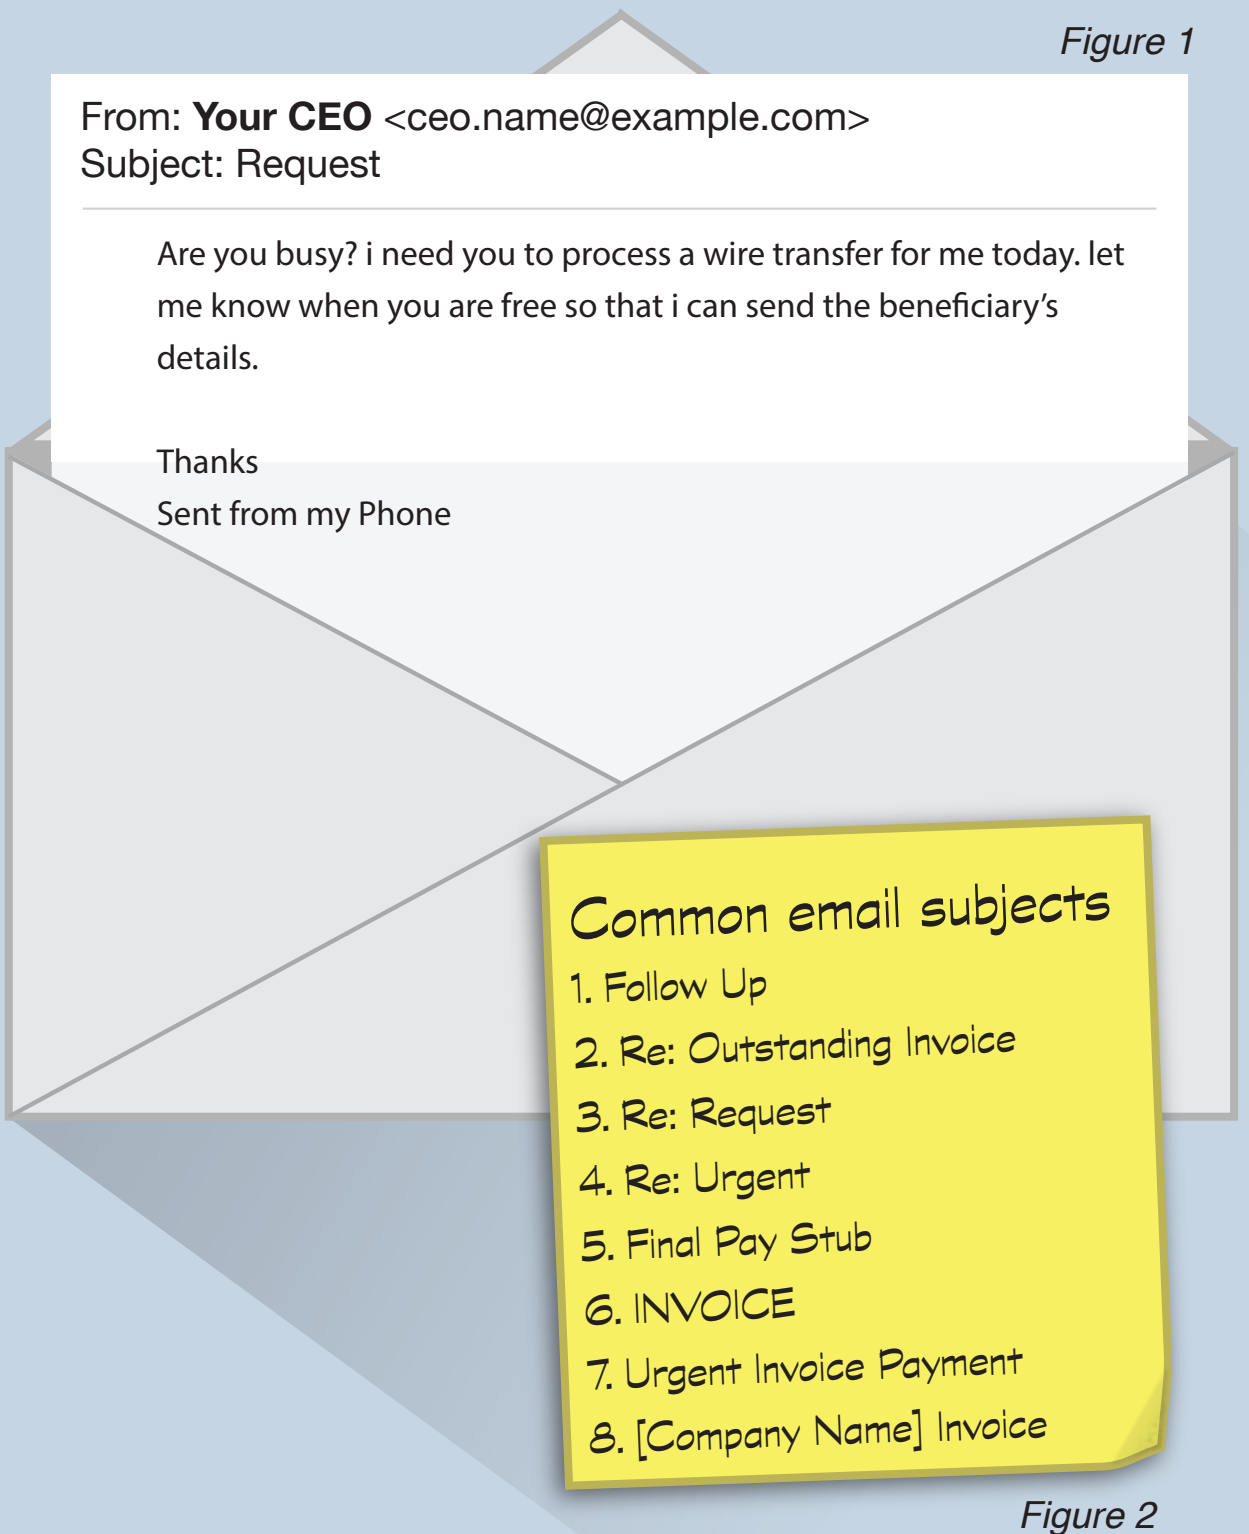 Figure 1
From: Your CEO <ceo.name@example.com>
Subject: Request
Are you busy? i need you to process a wire transfer for me today. let
me know when you are free so that i can send the beneficiary's
details.
Thanks
Sent from my Phone
Common email subjects
1. Follow Up
2. Re: Outstanding Invoice
3. Re: Request
4. Re: Urgent
5. Final Pay Stub
6. INVOICE
7. Urgent Invoice Payment
8. [Company Name] Invoice
Figure 2